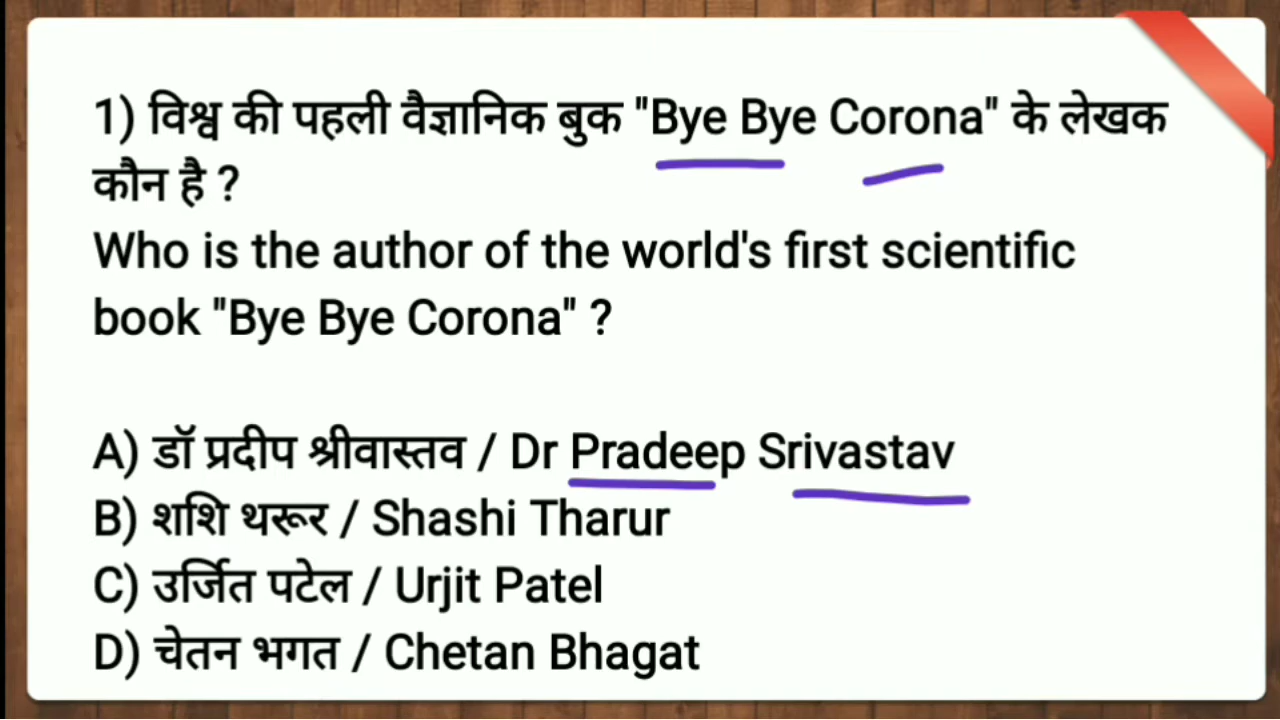 1) विश्व की पहली वैज्ञानिक बुक "Bye Bye Corona" के लेखक
कौन है ?
Who is the author of the world's first scientific
book "Bye Bye Corona" ?
A) डॉ प्रदीप श्रीवास्तव / Dr Pradeep Srivastav
B) शशि थरूर / Shashi Tharur
C) उर्जित पटेल / Urjit Patel
D) चेतन भगत / Chetan Bhagat